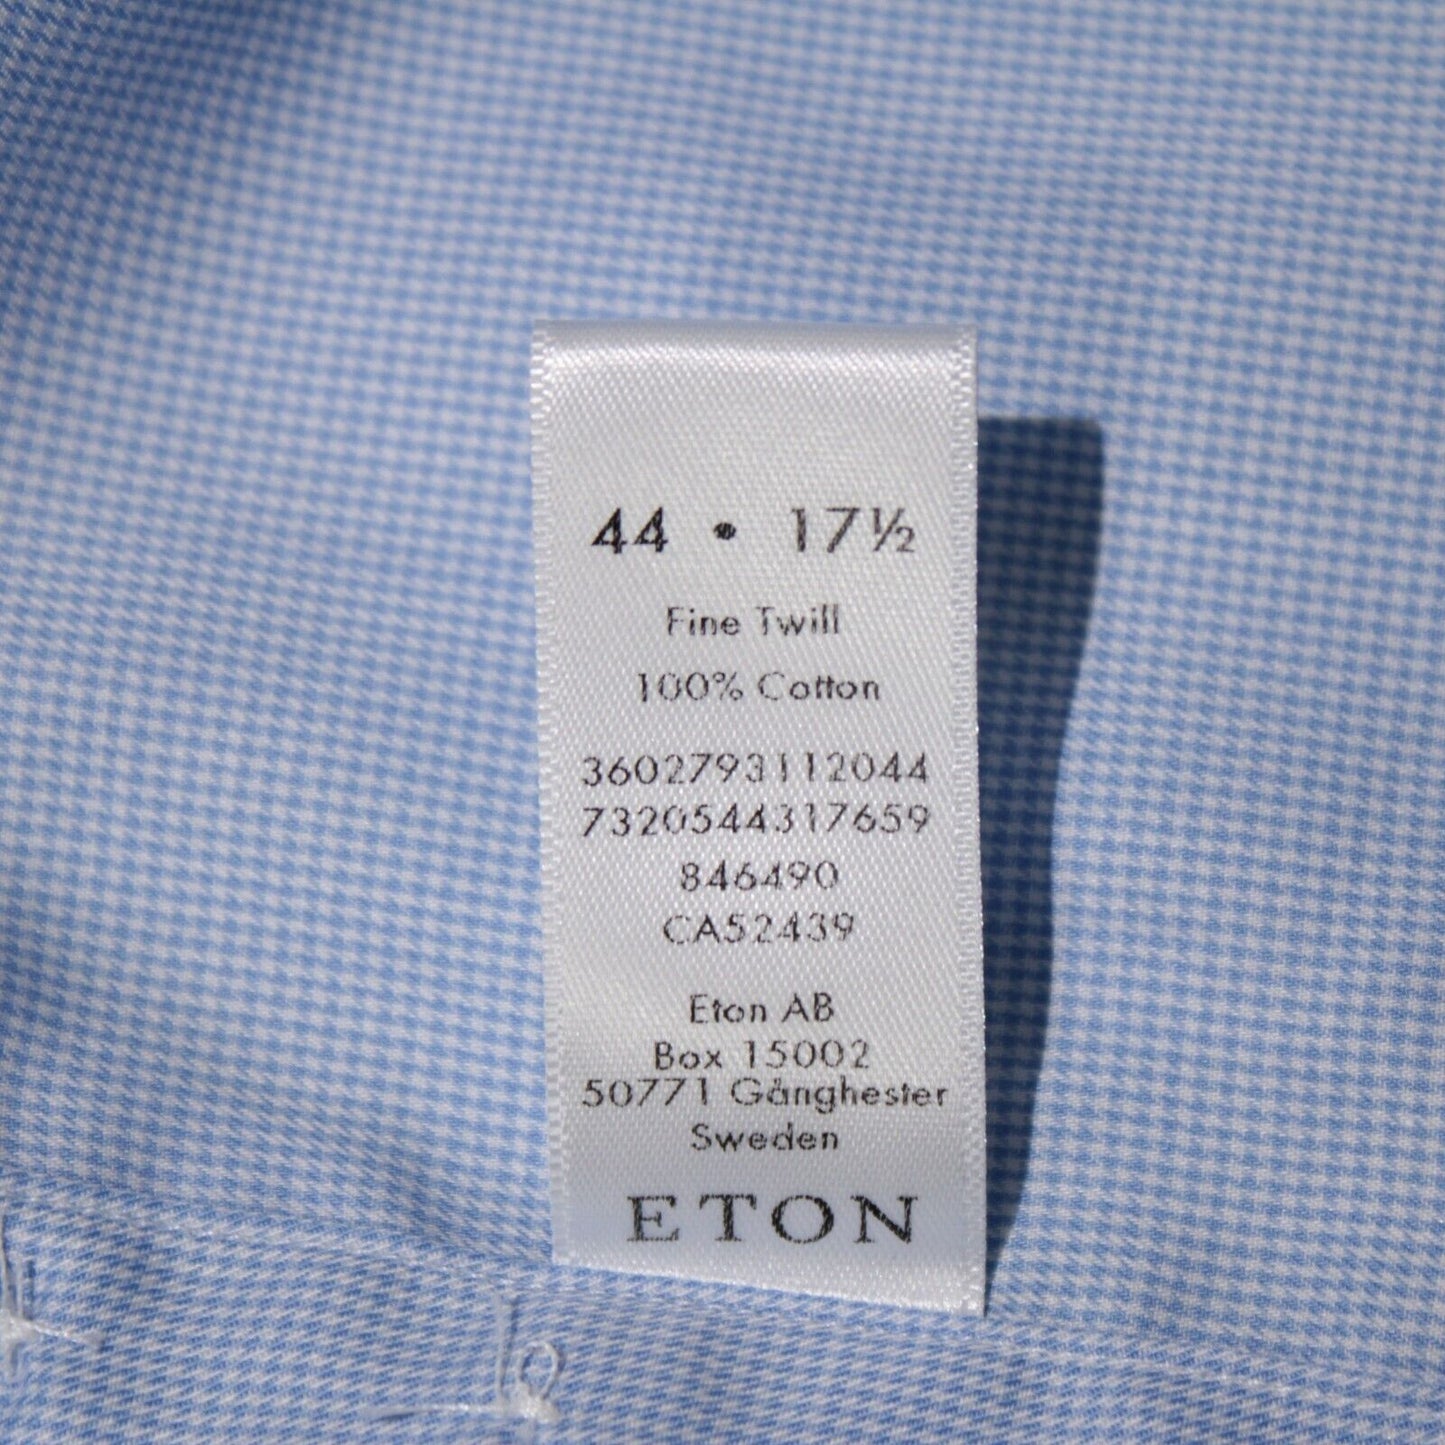 44 • 17½
Fine Twill
100% Cotton
3602793112044
7320544317659
846490
CA52439
Eton AB
Box 15002
50771 Gånghester
Sweden
ETON